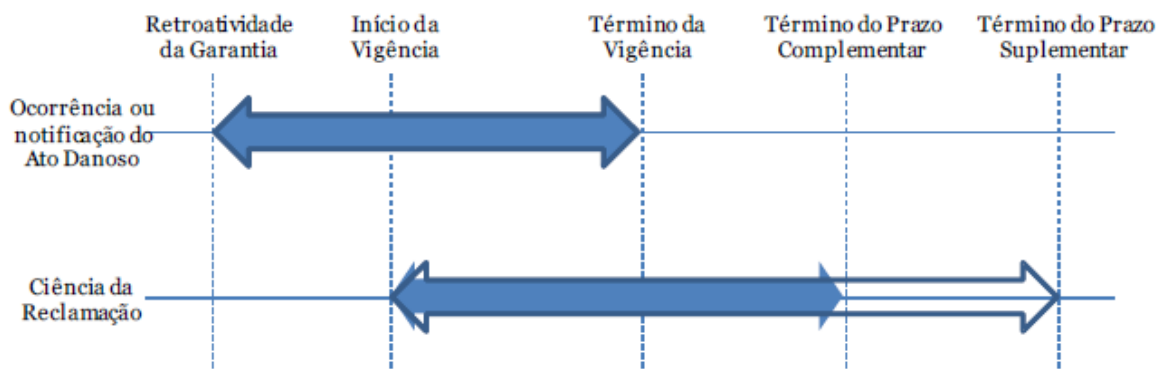 Retroatividade
da Garantia
Início da
Vigência
Término da
Vigência
Término do Prazo
Complementar
Término do Prazo
Suplementar
Ocorrência ou
notificação do
Ato Danoso
Ciência da
Reclamação